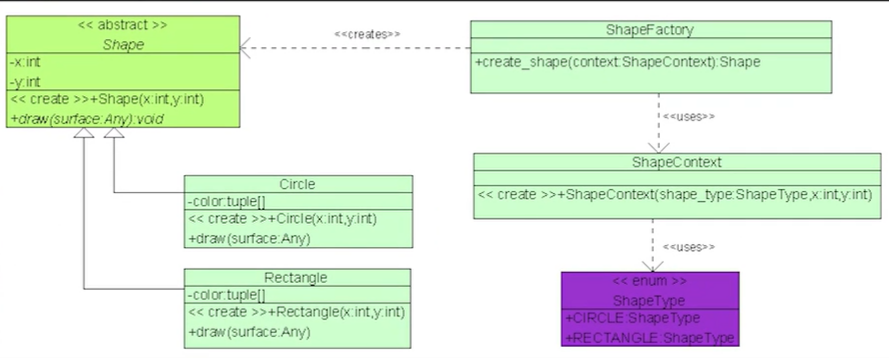 << abstract >>
Shape
-x:int
-y:int
<< create >>+Shape(x:int,y:int)
+draw(surface:Any):void
<<creates>>
ShapeFactory
+create_shape(context:ShapeContext):Shape
<<uses>>
ShapeContext
<< create >>+ShapeContext(shape_type:ShapeType,x:int,y:int)
<<uses>>
<< enum >>
ShapeType
+CIRCLE:ShapeType
+RECTANGLE:ShapeType
Circle
-color:tuple[]
<< create >>+Circle(x:int,y:int)
+draw(surface:Any)
Rectangle
-color:tuple[]
<< create >>+Rectangle(x:int,y:int)
+draw(surface:Any)